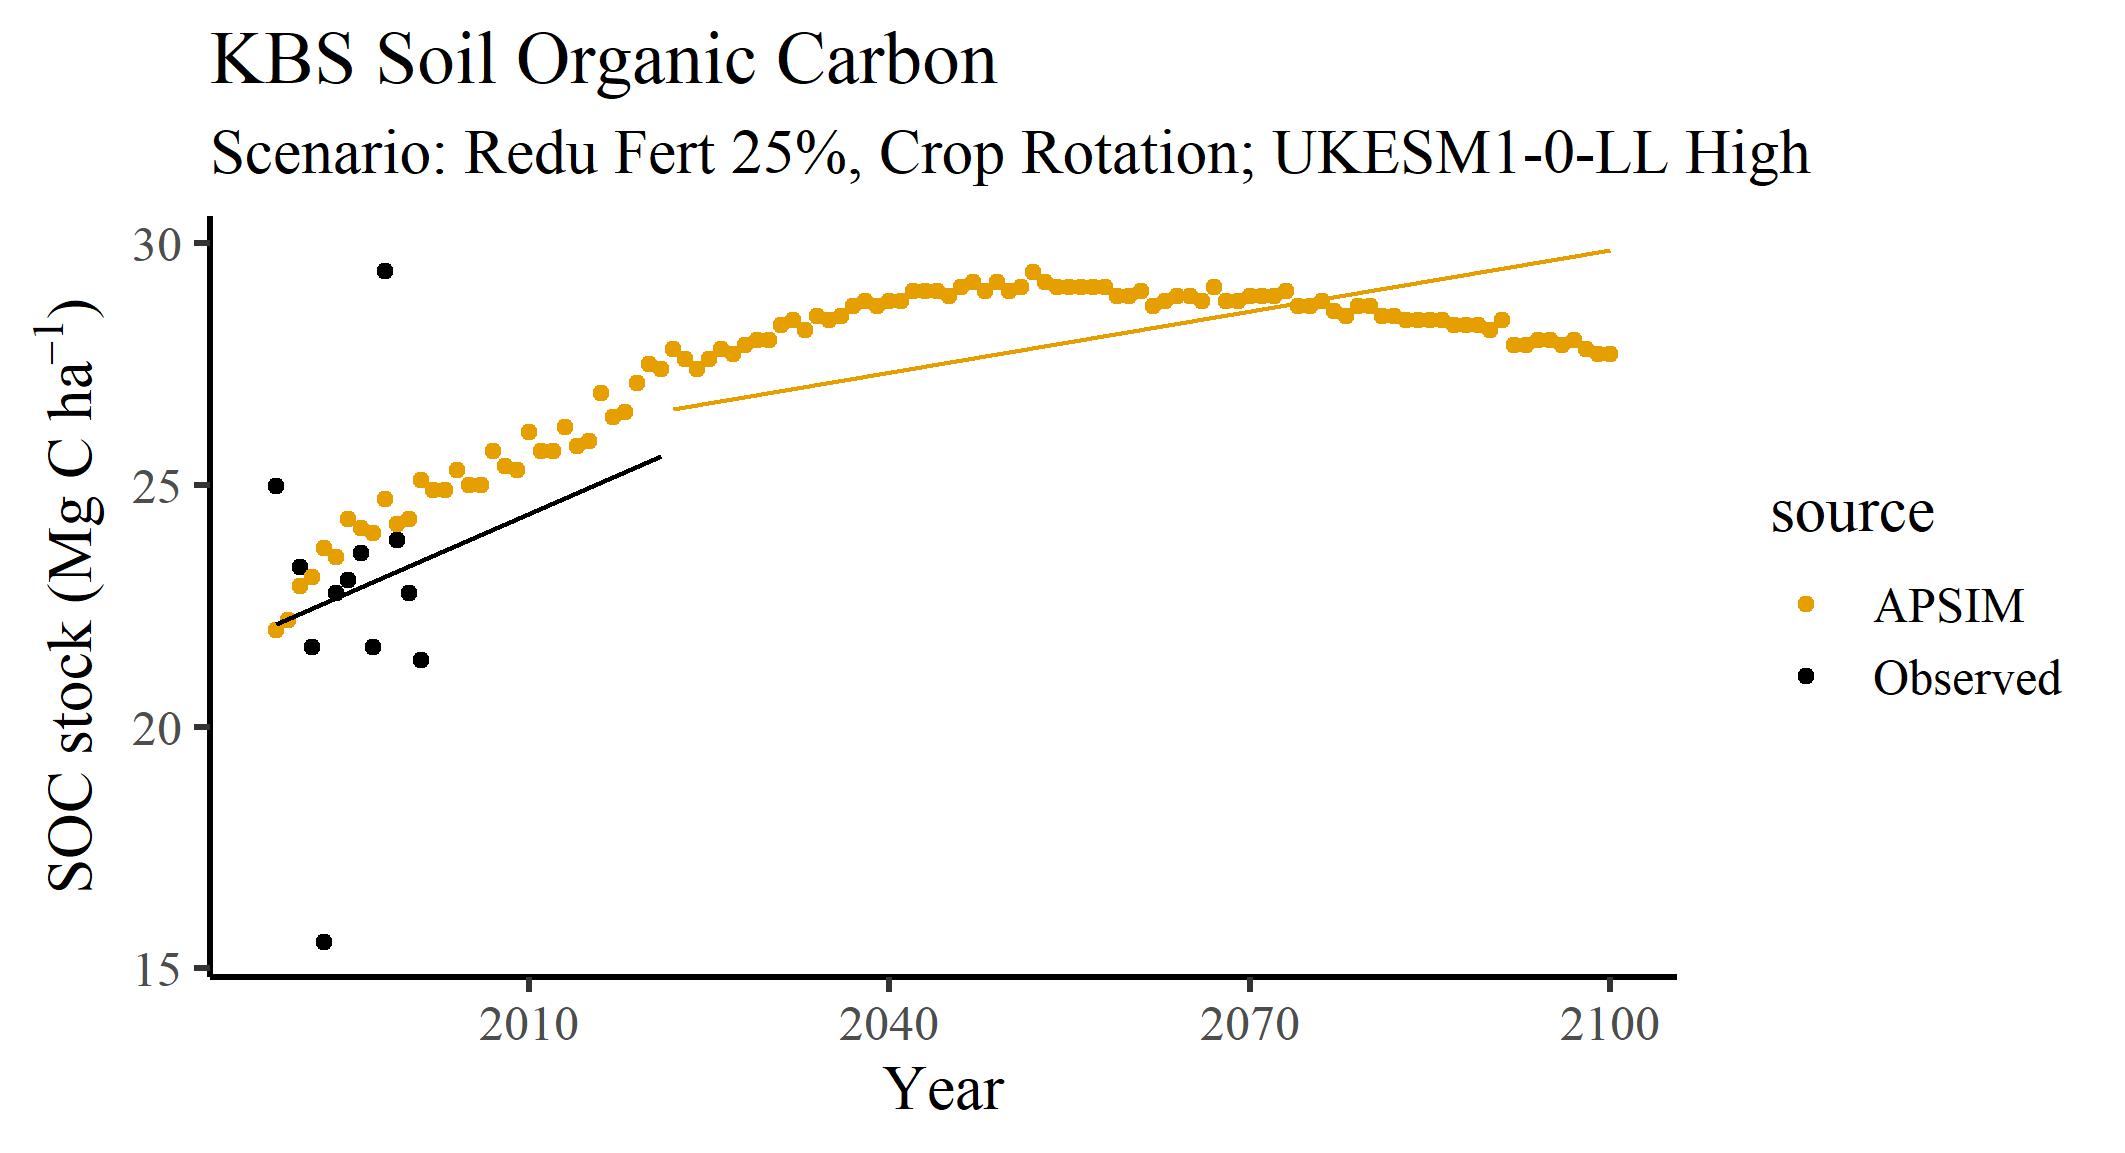 KBS Soil Organic Carbon
Scenario: Redu Fert 25%, Crop Rotation; UKESM1-0-LL High
SOC stock (Mg C ha⁻¹)
30
25
20
15
2010 2040 2070 2100
Year
source
APSIM
Observed